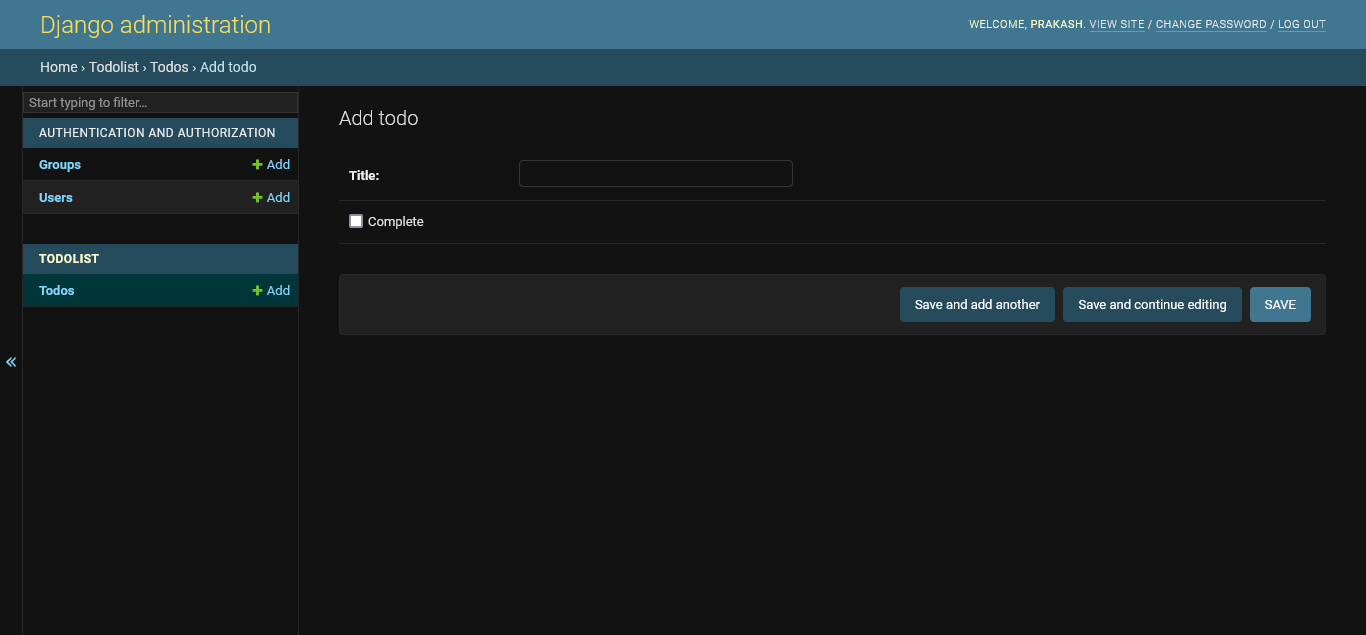 Django administration
WELCOME, PRAKASH. VIEW SITE / CHANGE PASSWORD / LOG OUT
Home › Todolist › Todos › Add todo
Start typing to filter...
AUTHENTICATION AND AUTHORIZATION
Groups + Add
Users + Add
TODOLIST
Todos + Add
«
Add todo
Title:
Complete
Save and add another Save and continue editing SAVE